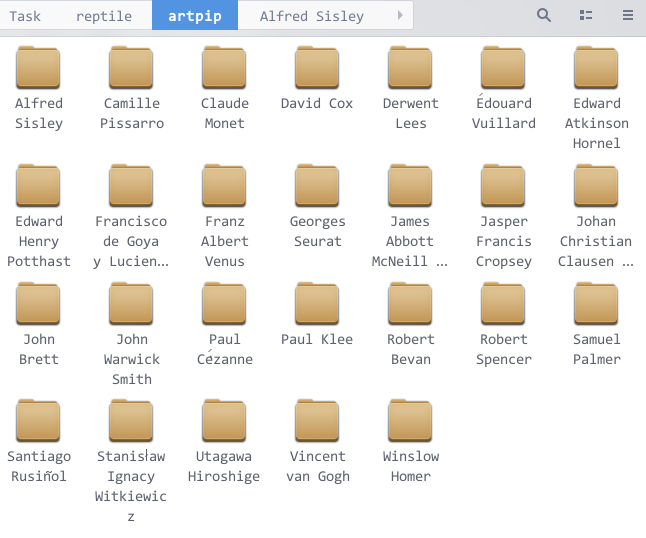 Task reptile artpip Alfred Sisley
Alfred Camille Claude David Cox Derwent Édouard Edward
Sisley Pissarro Monet Lees Vuillard Atkinson
Hornel
Edward Francisco Franz Georges James Jasper Johan
Henry de Goya Albert Seurat Abbott Francis Christian
Potthast y Lucien... Venus McNeill ... Cropsey Clausen ...
John John Paul Paul Klee Robert Robert Samuel
Brett Warwick Cézanne Bevan Spencer Palmer
Smith
Santiago Stanisław Utagawa Vincent Winslow
Rusiñol Ignacy Hiroshige van Gogh Homer
Witkiewic
z